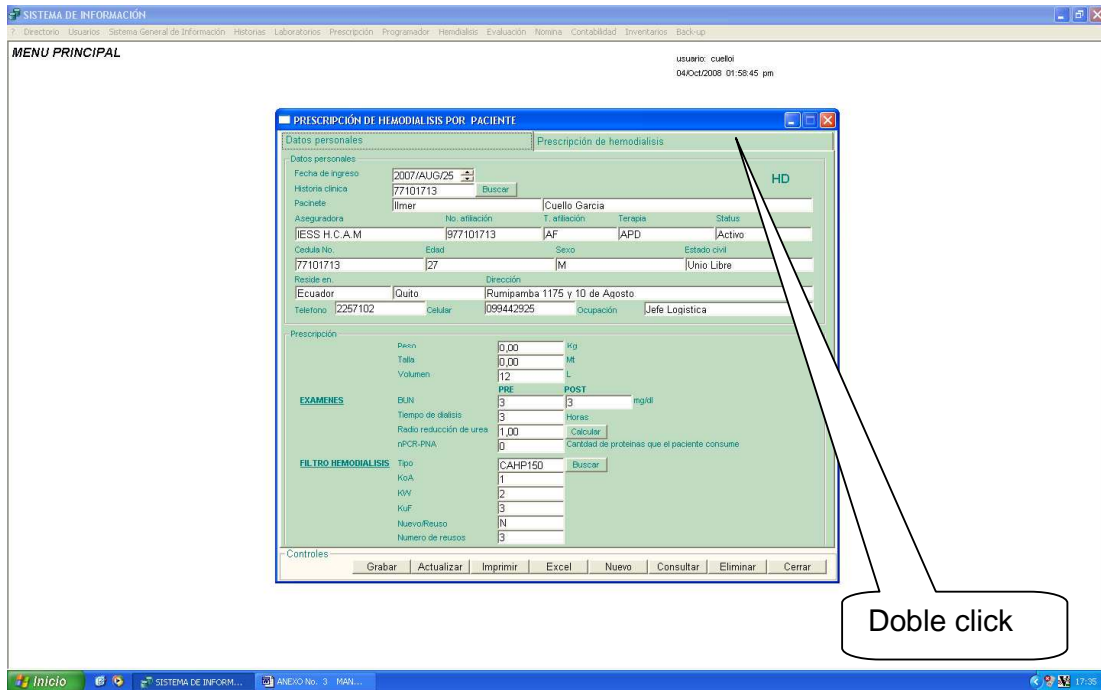 SISTEMA DE INFORMACIÓN
? Directorio Usuarios Sistema General de Información Historias Laboratorios Prescripción Programador Hemdialisis Evaluación Nomina Contabilidad Inventarios Back-up
MENU PRINCIPAL
usuario: cuelloi
04/Oct/2008 01:58:45 pm
PRESCRIPCIÓN DE HEMODIALISIS POR PACIENTE
Datos personales Prescripción de hemodialisis
Datos personales
Fecha de ingreso 2007/AUG/25 HD
Historia clínica 77101713 Buscar
Pacinete Ilmer Cuello Garcia
Aseguradora No. afiliación T. afiliación Terapia Status
IESS H.C.A.M 977101713 AF APD Activo
Cedula No. Edad Sexo Estado civil
77101713 27 M Unio Libre
Reside en. Dirección
Ecuador Quito Rumipamba 1175 y 10 de Agosto
Telefono 2257102 Celular 099442925 Ocupación Jefe Logistica
Prescripción
Peso 0,00 Kg
Talla 0,00 Mt
Volumen 12 L
PRE POST
EXAMENES BUN 3 3 mg/dl
Tiempo de dialisis 3 Horas
Radio reducción de urea 1,00 Calcular
nPCR-PNA 0 Cantdad de proteinas que el paciente consume
FILTRO HEMODIALISIS Tipo CAHP150 Buscar
KoA 1
KW 2
KuF 3
Nuevo/Reuso N
Numero de reusos 3
Controles
Grabar Actualizar Imprimir Excel Nuevo Consultar Eliminar Cerrar
Doble click
Inicio SISTEMA DE INFORM... ANEXO No. 3 MAN... 17:35